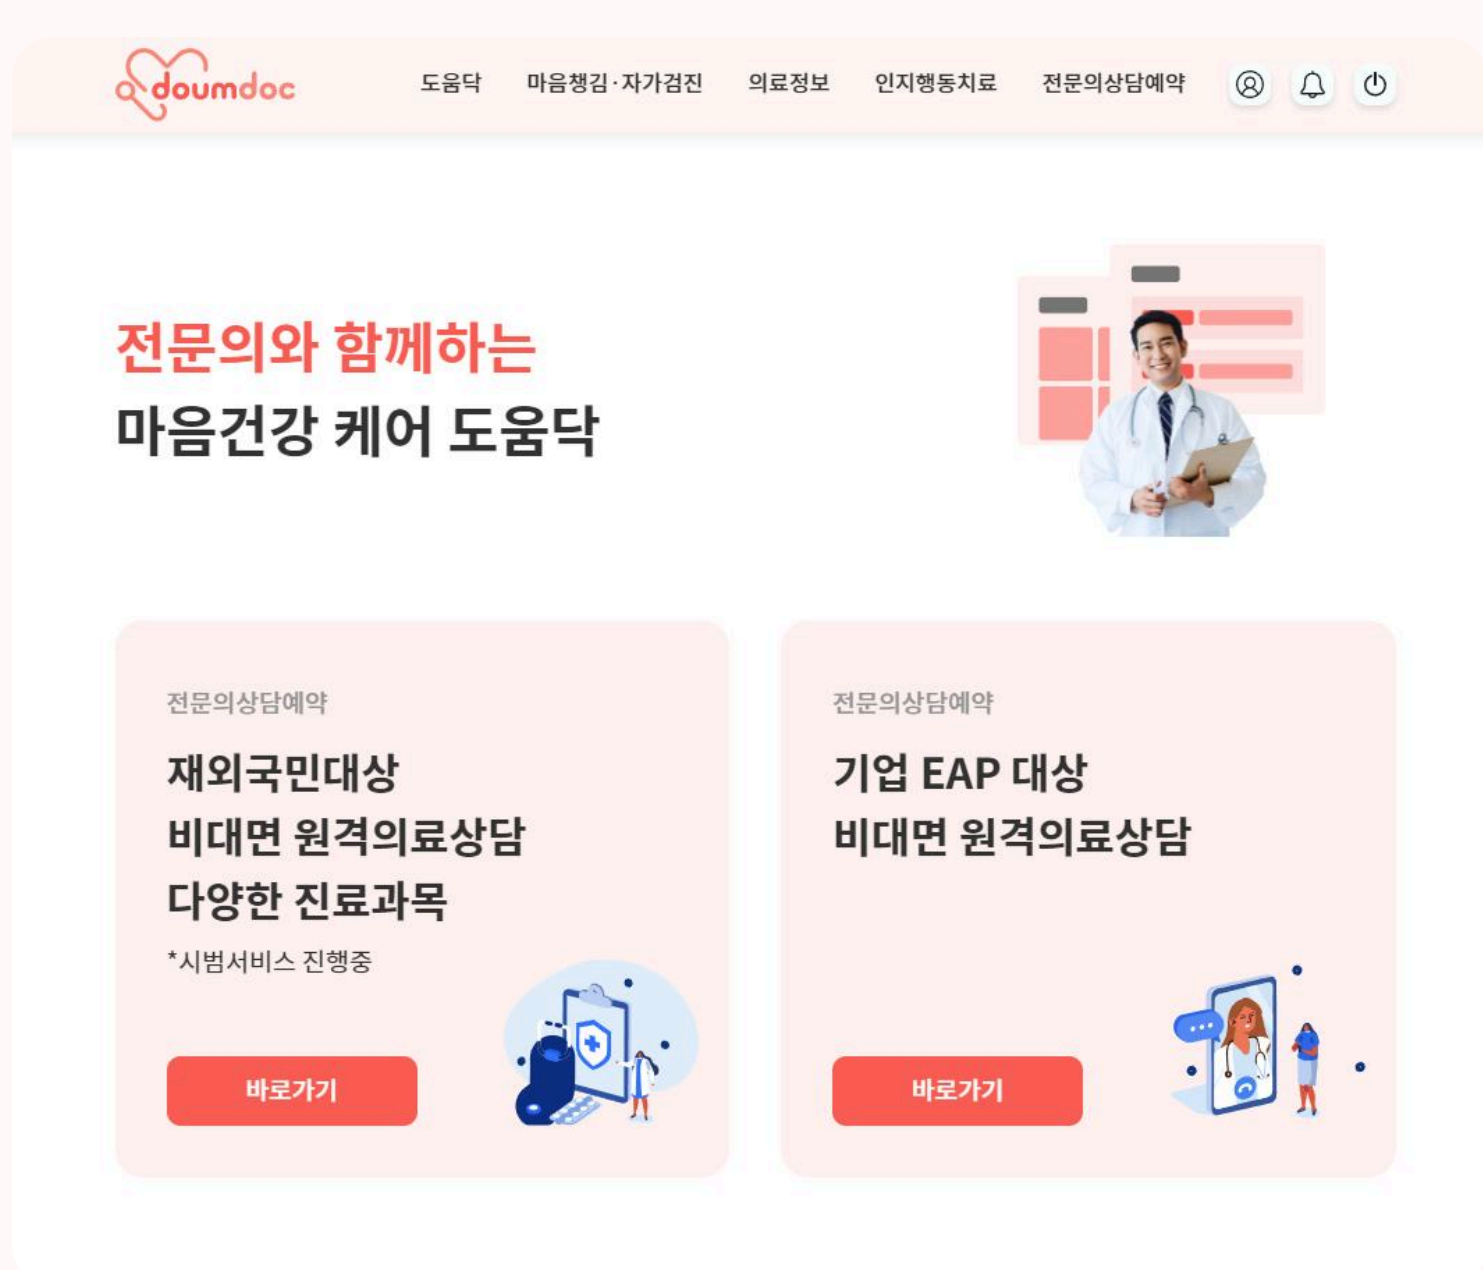 doumdoc
도움닥
마음챙김·자가검진
의료정보
인지행동치료
전문의상담예약
전문의와 함께하는
마음건강 케어 도움닥
전문의상담예약
재외국민대상
비대면 원격의료상담
다양한 진료과목
*시범서비스 진행중
바로가기
전문의상담예약
기업 EAP 대상
비대면 원격의료상담
바로가기